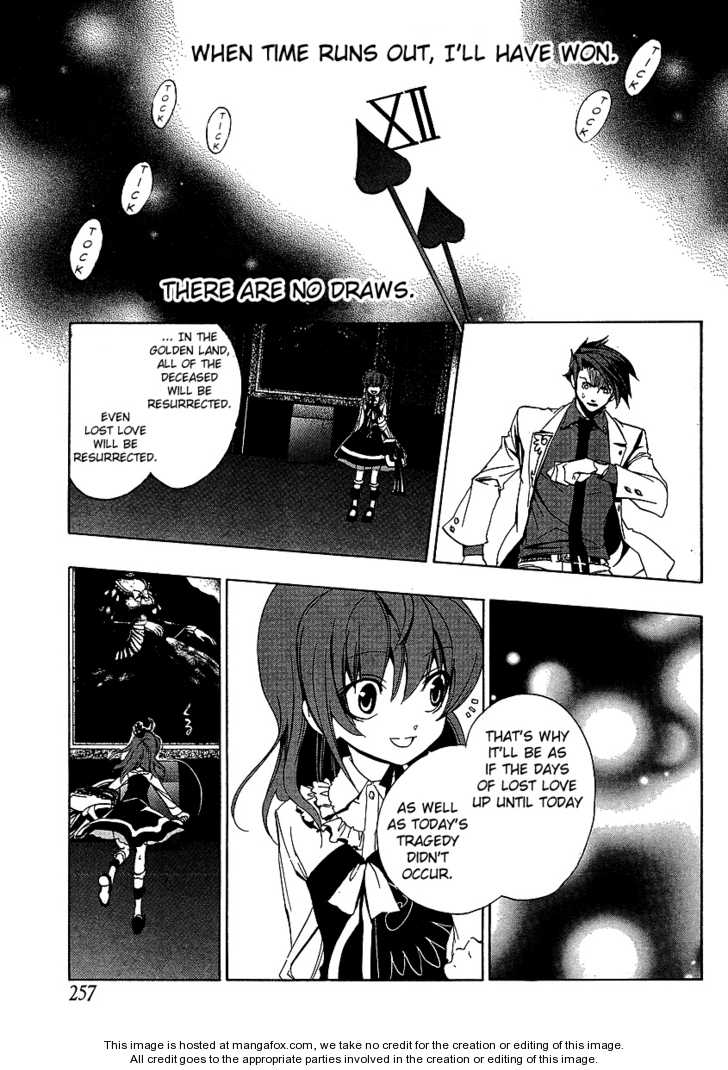 WHEN TIME RUNS OUT, I'LL HAVE WON.
TICK
TOCK
XII
TOCK
TICK
TICK
TOCK
THERE ARE NO DRAWS.
... IN THE
GOLDEN LAND,
ALL OF THE
DECEASED
WILL BE
RESURRECTED.
EVEN
LOST LOVE
WILL BE
RESURRECTED.
くる
THAT'S WHY
IT'LL BE AS
IF THE DAYS
OF LOST LOVE
UP UNTIL TODAY
AS WELL
AS TODAY'S
TRAGEDY
DIDN'T
OCCUR.
257
This image is hosted at mangafox.com, we take no credit for the creation or editing of this image.
All credit goes to the appropriate parties involved in the creation or editing of this image.